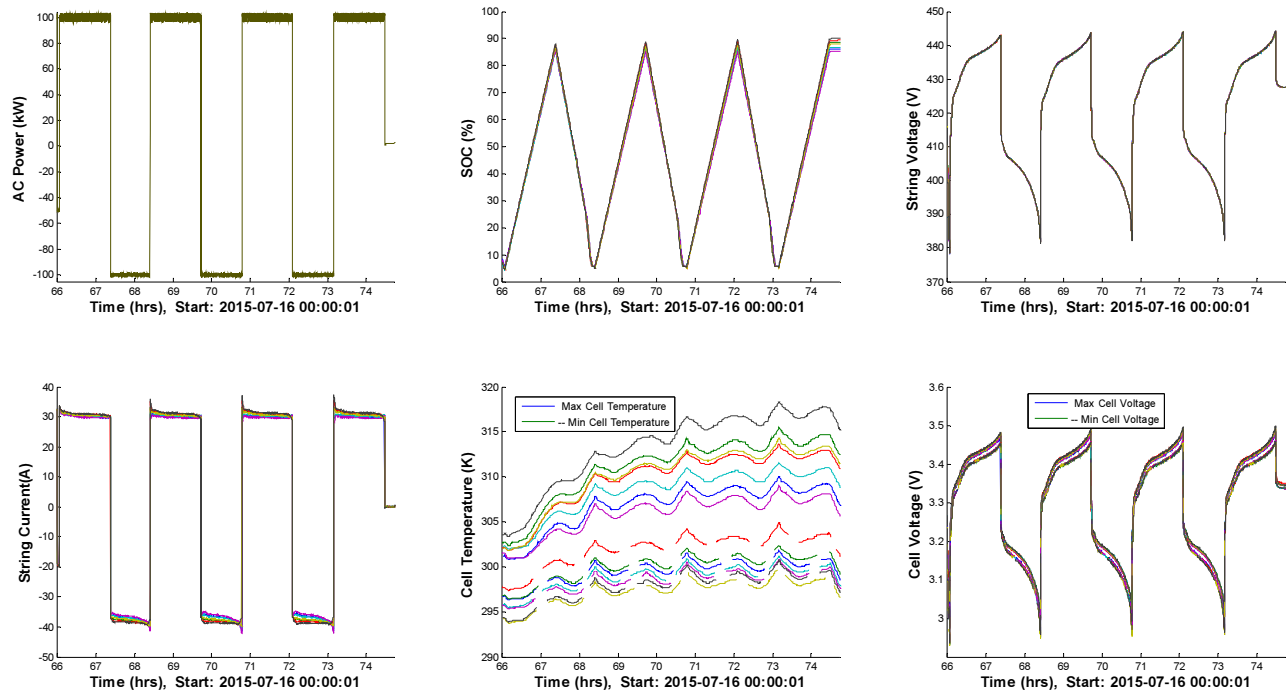 100
80
60
40
20
0
-20
-40
-60
-80
-100
AC Power (kW)
66 67 68 69 70 71 72 73 74
Time (hrs), Start: 2015-07-16 00:00:01
100
90
80
70
60
50
40
30
20
10
0
SOC (%)
66 67 68 69 70 71 72 73 74
Time (hrs), Start: 2015-07-16 00:00:01
450
440
430
420
410
400
390
380
370
String Voltage (V)
66 67 68 69 70 71 72 73 74
Time (hrs), Start: 2015-07-16 00:00:01
40
30
20
10
0
-10
-20
-30
-40
-50
String Current(A)
66 67 68 69 70 71 72 73 74
Time (hrs), Start: 2015-07-16 00:00:01
320
315
310
305
300
295
290
Cell Temperature (K)
Max Cell Temperature
-- Min Cell Temperature
66 67 68 69 70 71 72 73 74
Time (hrs), Start: 2015-07-16 00:00:01
3.6
3.5
3.4
3.3
3.2
3.1
3
Cell Voltage (V)
Max Cell Voltage
-- Min Cell Voltage
66 67 68 69 70 71 72 73 74
Time (hrs), Start: 2015-07-16 00:00:01